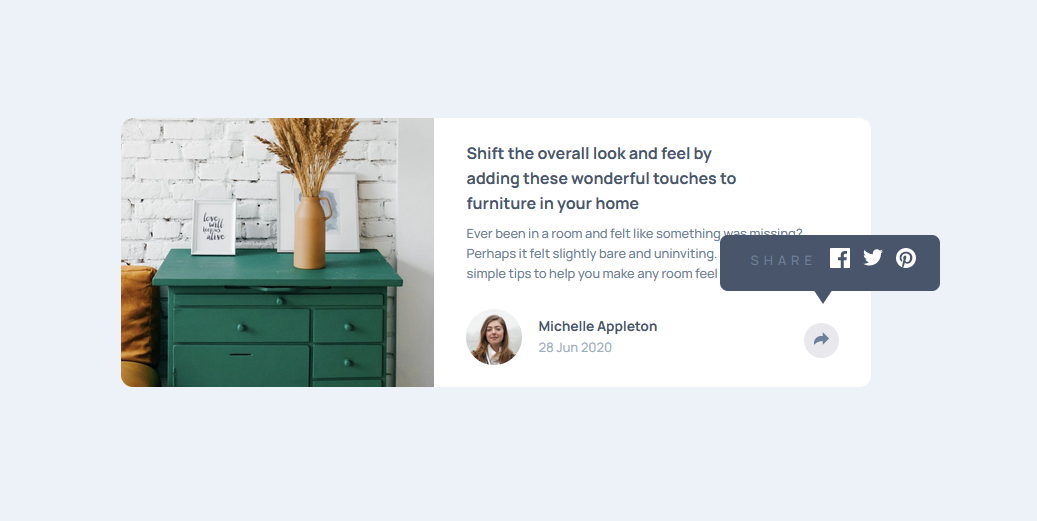 Shift the overall look and feel by
adding these wonderful touches to
furniture in your home
Ever been in a room and felt like something was missing?
Perhaps it felt slightly bare and uninviting.
simple tips to help you make any room feel
SHARE
Michelle Appleton
28 Jun 2020
love
will
keep us
alive